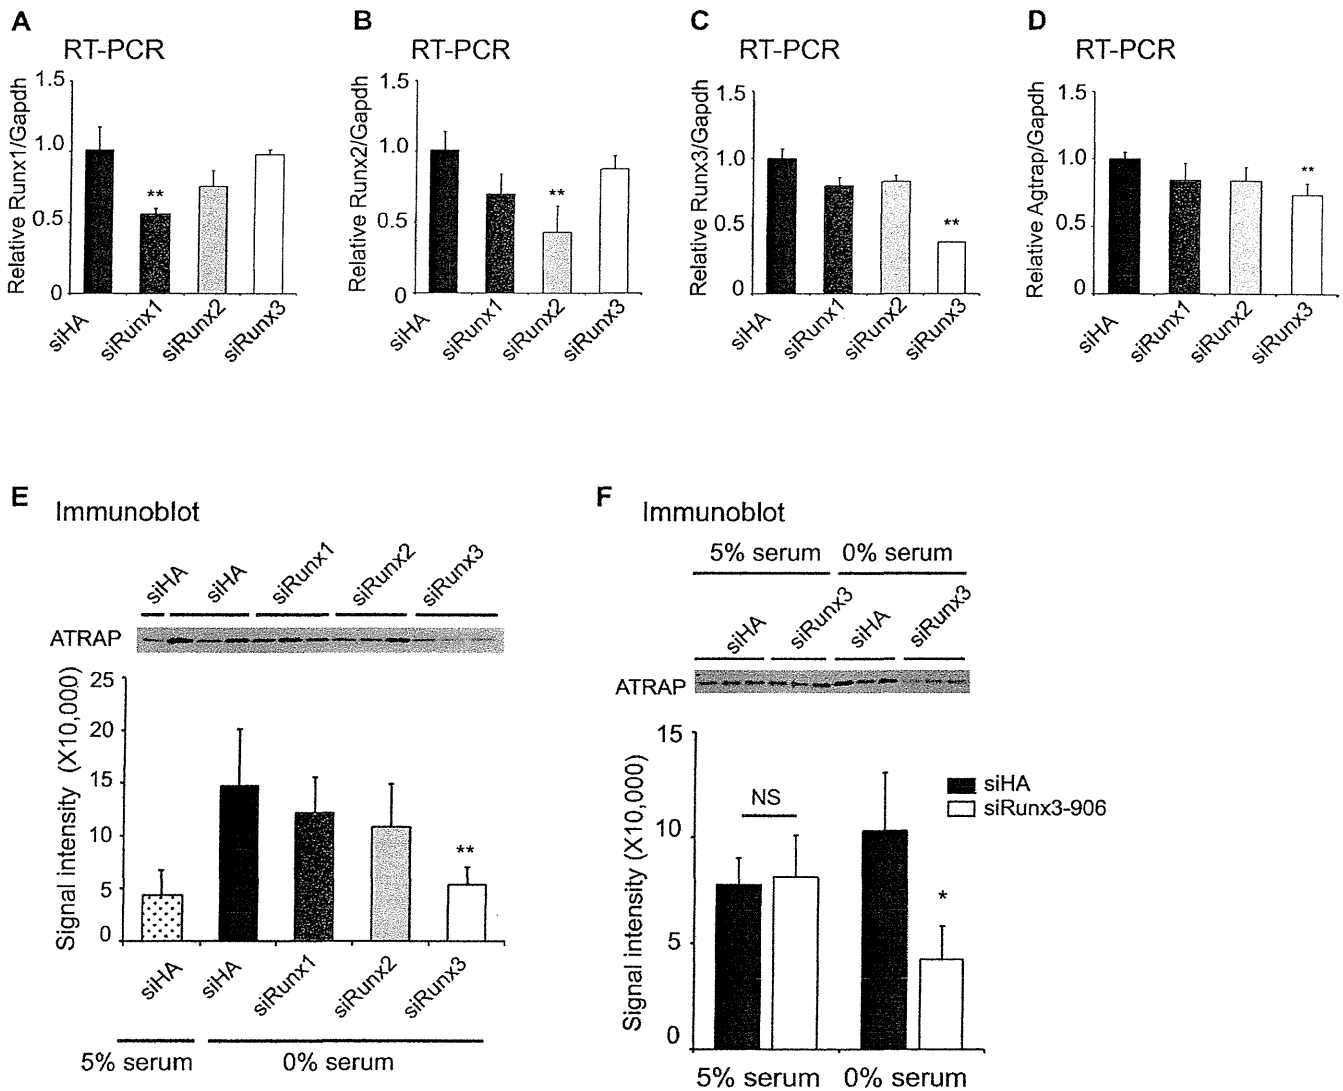 A
RT-PCR
Relative Runx1/Gapdh
1.5
1.0
0.5
0
**
siHA
siRunx1
siRunx2
siRunx3
B
RT-PCR
Relative Runx2/Gapdh
1.5
1.0
0.5
0
**
siHA
siRunx1
siRunx2
siRunx3
C
RT-PCR
Relative Runx3/Gapdh
1.5
1.0
0.5
0
**
siHA
siRunx1
siRunx2
siRunx3
D
RT-PCR
Relative Agtrap/Gapdh
1.5
1.0
0.5
0
**
siHA
siRunx1
siRunx2
siRunx3
E
Immunoblot
siHA
siHA
siRunx1
siRunx2
siRunx3
ATRAP
Signal intensity (X10,000)
25
20
15
10
5
0
**
siHA
siHA
siRunx1
siRunx2
siRunx3
5% serum
0% serum
F
Immunoblot
5% serum
0% serum
siHA
siRunx3
siHA
siRunx3
ATRAP
Signal intensity (X10,000)
15
10
5
0
NS
*
siHA
siRunx3-906
5% serum
0% serum